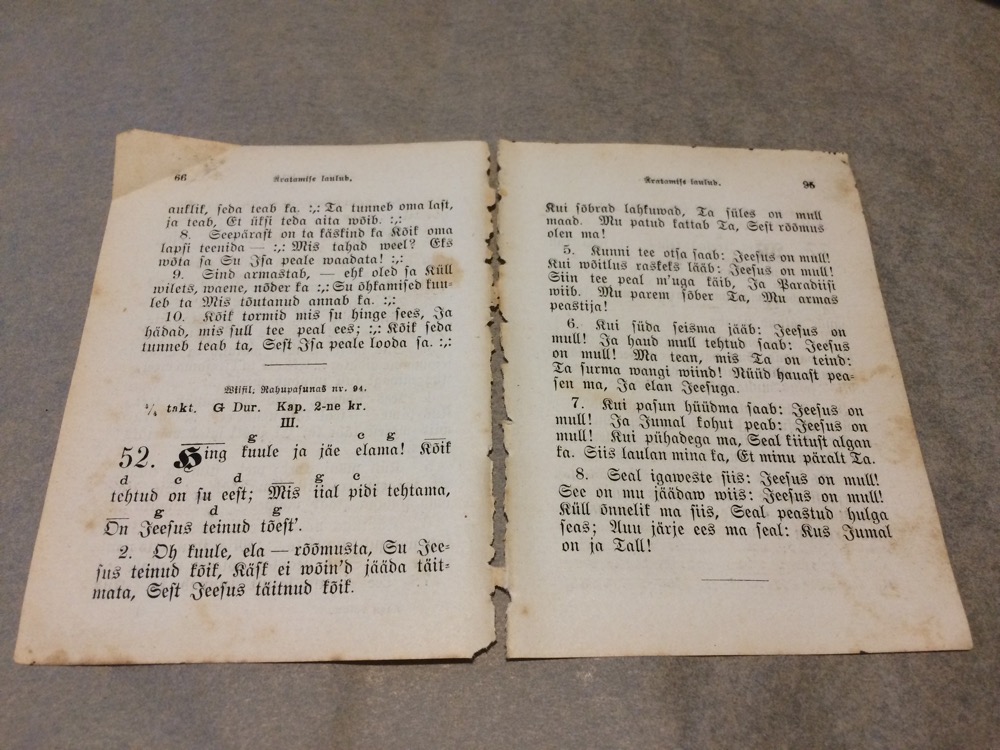 66
Äratamise laulud.
auklik, seda teab ka. :,: Ta tunneb oma last,
ja teab, Et üksi teda aita wõib. :,:
8. Seepärast on ta käskind ka Kõik oma
lapsi teenida — :,: Mis tahad weel? Eks
wõta sa Su Isa peale waadata! :,:
9. Sind armastab, — ehk oled sa Küll
wilets, waene, nõder ka :,: Su õhkamised kuu-
leb ta Mis tõutanud annab ka. :,:
10. Kõik tormid mis su hinge sees, Ja
hädad, mis sull tee peal ees; :,: Kõik seda
tunneb teab ta, Sest Isa peale looda sa. :,:
Wiisil: Rahupasunas nr. 94.
takt. G Dur. Kap. 2-ne kr.
III.
g c g
52. Hing kuule ja jäe elama! Kõik
d c d g c
tehtud on su eest; Mis iial pidi tehtama,
g d g
On Jeesus teinud tõest'.
2. Oh kuule, ela — rõõmusta, Su Jee-
sus teinud kõik, Käsk ei wõin'd jääda täit-
mata, Sest Jeesus täitnud kõik.
Äratamise laulud.
95
Kui sõbrad lahkuwad, Ta süles on mull
maad. Mu patud kattab Ta, Sest rõõmus
olen ma!
5. Kunni tee otsa saab: Jeesus on mull!
Kui wõitlus raskeks lääb: Jeesus on mull!
Siin tee peal m'uga käib, Ja Paradiisi
wiib. Mu parem sõber Ta, Mu armas
peastija!
6. Kui süda seisma jääb: Jeesus on
mull! Ja haud mull tehtud saab: Jeesus
on mull! Ma tean, mis Ta on teind:
Ta surma wangi wiind! Nüüd hauast pea-
sen ma, Ja elan Jeesuga.
7. Kui pasun hüüdma saab: Jeesus on
mull! Ja Jumal kohut peab: Jeesus on
mull! Kui pühadega ma, Seal kiitust algan
ka. Siis laulan mina ka, Et minu päralt Ta.
8. Seal igaweste siis: Jeesus on mull!
See on mu jäädaw wiis: Jeesus on mull!
Küll õnnelik ma siis, Seal peastud hulga
seas; Auu järje ees ma seal: Kus Jumal
on ja Tall!